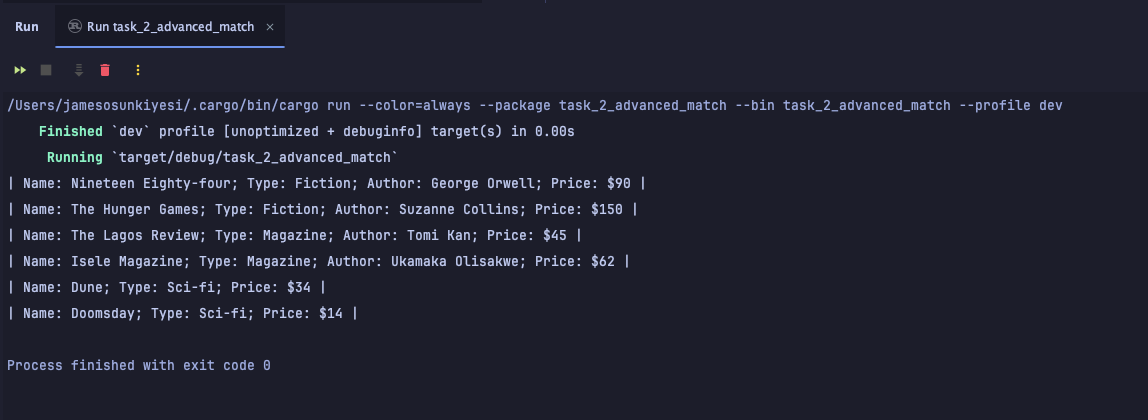 Run
Run task_2_advanced_match ×
/Users/jamesosunkiyesi/.cargo/bin/cargo run --color=always --package task_2_advanced_match --bin task_2_advanced_match --profile dev
Finished `dev` profile [unoptimized + debuginfo] target(s) in 0.00s
Running `target/debug/task_2_advanced_match`
| Name: Nineteen Eighty-four; Type: Fiction; Author: George Orwell; Price: $90 |
| Name: The Hunger Games; Type: Fiction; Author: Suzanne Collins; Price: $150 |
| Name: The Lagos Review; Type: Magazine; Author: Tomi Kan; Price: $45 |
| Name: Isele Magazine; Type: Magazine; Author: Ukamaka Olisakwe; Price: $62 |
| Name: Dune; Type: Sci-fi; Price: $34 |
| Name: Doomsday; Type: Sci-fi; Price: $14 |
Process finished with exit code 0